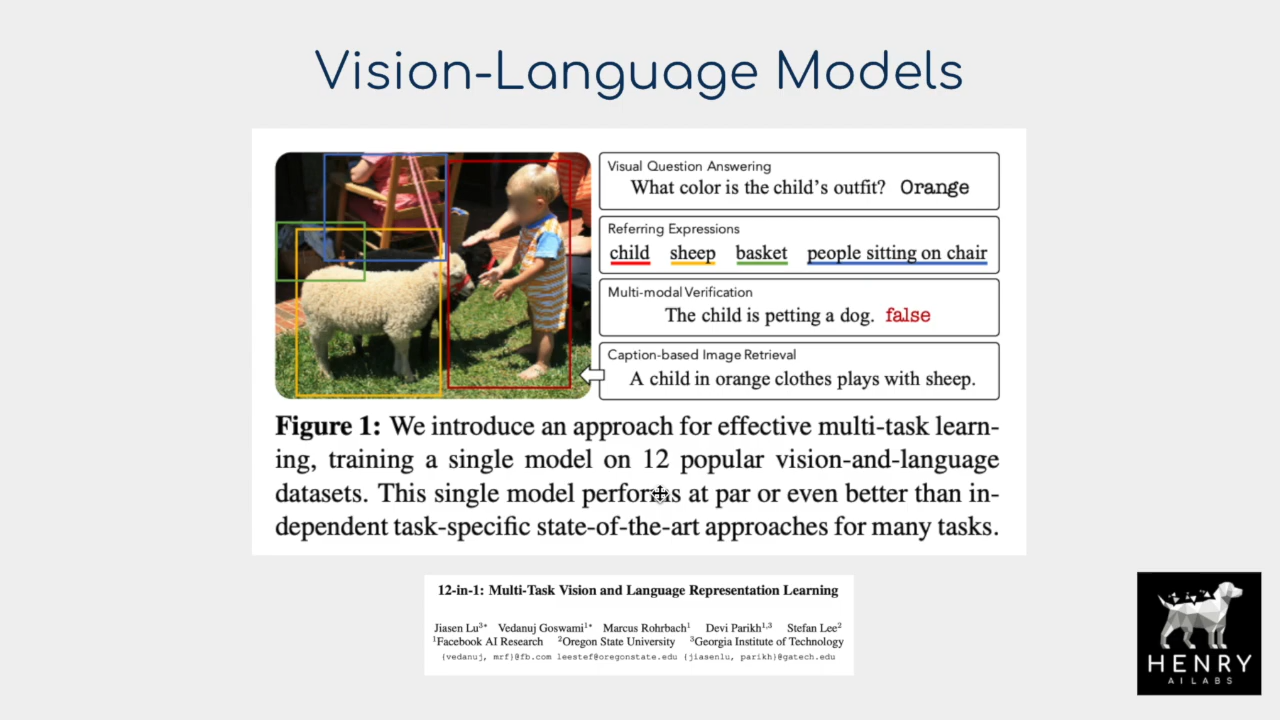 Vision-Language Models
Visual Question Answering
What color is the child's outfit? Orange
Referring Expressions
child sheep basket people sitting on chair
Multi-modal Verification
The child is petting a dog. false
Caption-based Image Retrieval
A child in orange clothes plays with sheep.
Figure 1: We introduce an approach for effective multi-task learn-
ing, training a single model on 12 popular vision-and-language
datasets. This single model performs at par or even better than in-
dependent task-specific state-of-the-art approaches for many tasks.
12-in-1: Multi-Task Vision and Language Representation Learning
Jiasen Lu3* Vedanuj Goswami1* Marcus Rohrbach1 Devi Parikh1,3 Stefan Lee2
1Facebook AI Research 2Oregon State University 3Georgia Institute of Technology
{vedanuj, mrf}@fb.com leestef@oregonstate.edu {jiasenlu, parikh}@gatech.edu
HENRY
AI LABS